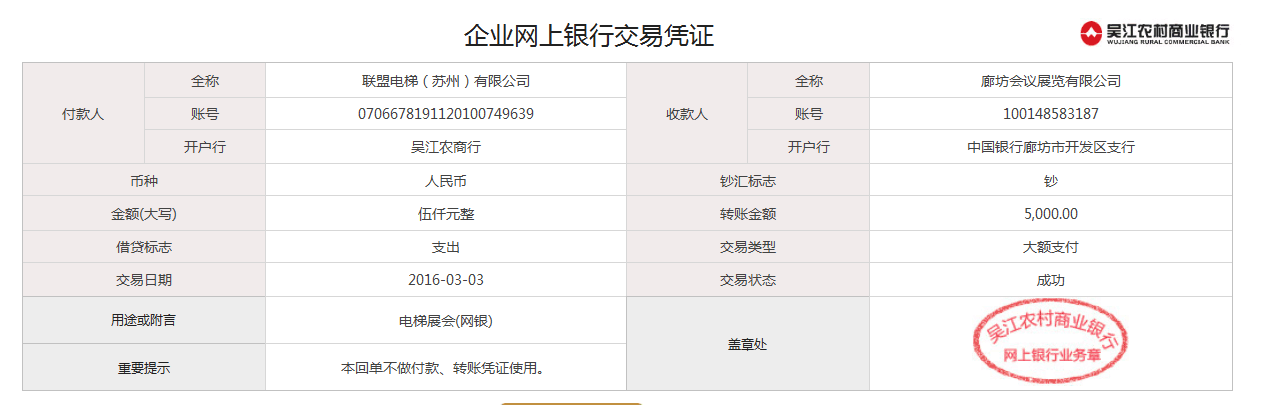 企业网上银行交易凭证
吴江农村商业银行
WUJIANG RURAL COMMERCIAL BANK
付款人 全称 联盟电梯（苏州）有限公司 收款人 全称 廊坊会议展览有限公司
账号 0706678191120100749639 账号 100148583187
开户行 吴江农商行 开户行 中国银行廊坊市开发区支行
币种 人民币 钞汇标志 钞
金额(大写) 伍仟元整 转账金额 5,000.00
借贷标志 支出 交易类型 大额支付
交易日期 2016-03-03 交易状态 成功
用途或附言 电梯展会(网银) 盖章处
重要提示 本回单不做付款、转账凭证使用。
吴江农村商业银行
网上银行业务章